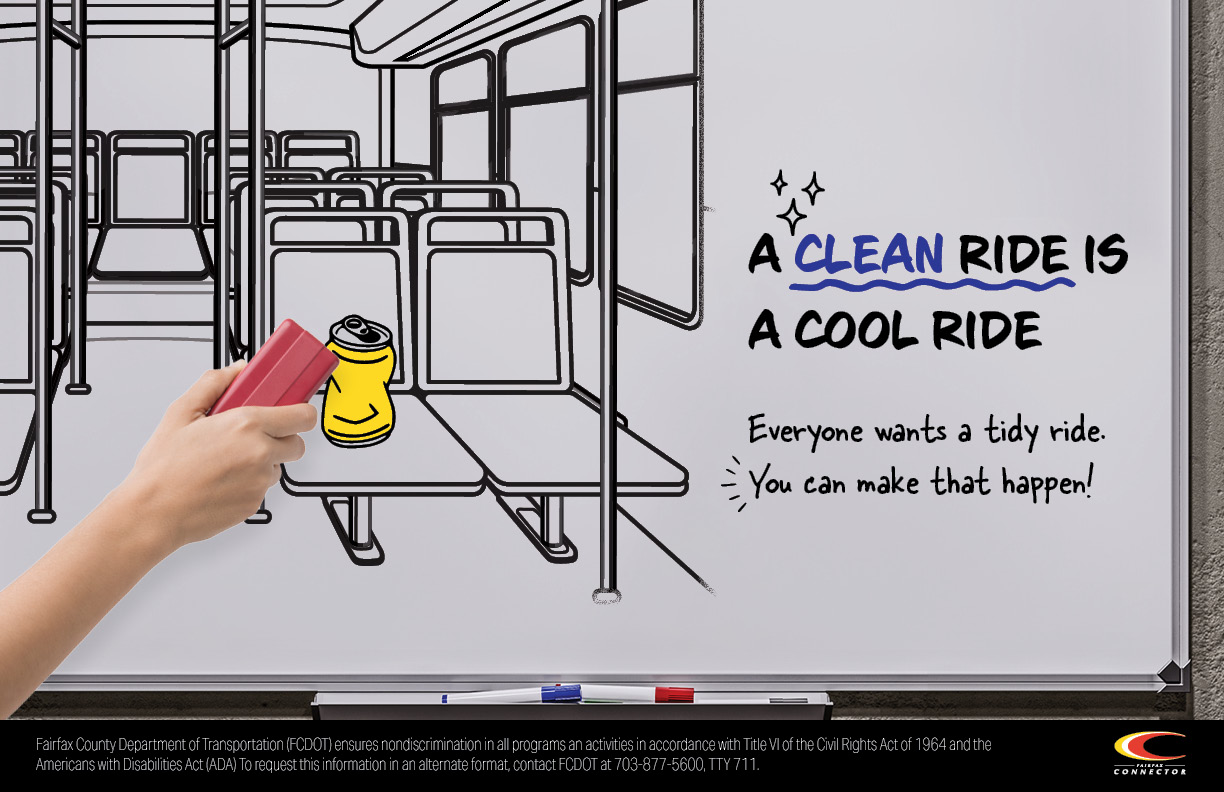 A CLEAN RIDE IS
A COOL RIDE
Everyone wants a tidy ride.
You can make that happen!
Fairfax County Department of Transportation (FCDOT) ensures nondiscrimination in all programs an activities in accordance with Title VI of the Civil Rights Act of 1964 and the
Americans with Disabilities Act (ADA) To request this information in an alternate format, contact FCDOT at 703-877-5600, TTY 711.
FAIRFAX
CONNECTOR